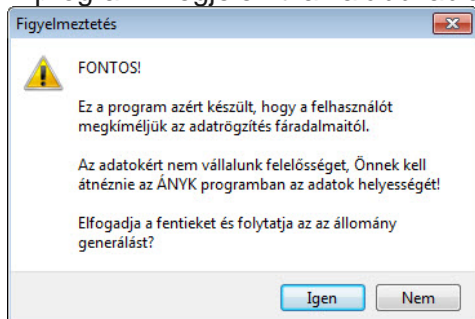 Figyelmeztetés
FONTOS!
Ez a program azért készült, hogy a felhasználót
megkíméljük az adatrögzítés fáradalmaitól.
Az adatokért nem vállalunk felelősséget, Önnek kell
átnéznie az ÁNYK programban az adatok helyességét!
Elfogadja a fentieket és folytatja az az állomány
generálást?
Igen
Nem